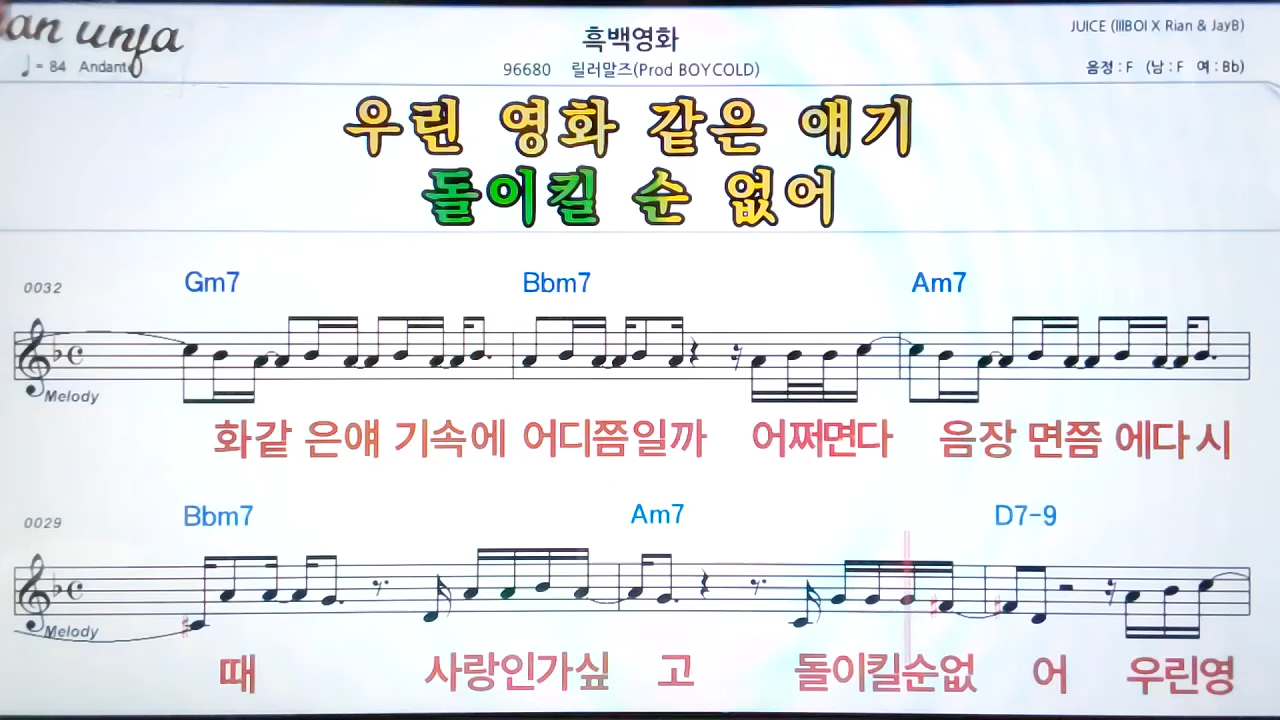 an unfa
흑백영화
JUICE (lIlBOI X Rian & JayB)
♩ = 84 Andante
96680 릴러말즈(Prod BOYCOLD)
음정 : F (남 : F 여 : Bb)
우린 영화 같은 얘기
돌이킬 순 없어
0032 Gm7 Bbm7 Am7
Melody
화같 은얘 기속에 어디쯤일까 어쩌면다 음장 면쯤 에다시
0029 Bbm7 Am7 D7-9
Melody
때 사랑인가싶 고 돌이킬순없 어 우린영